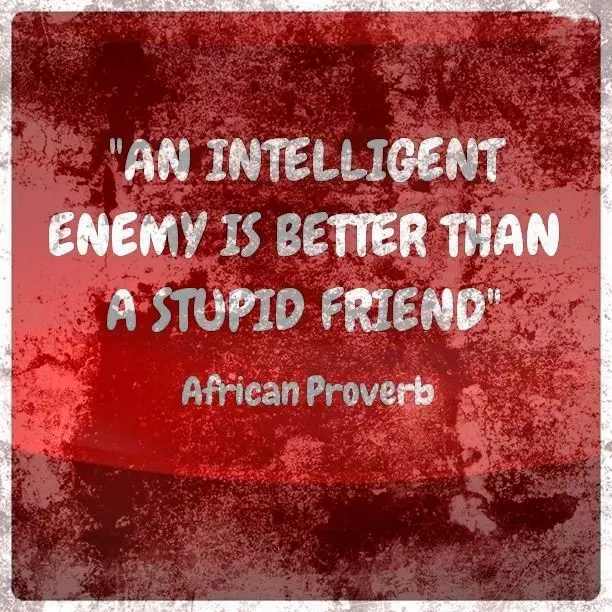 "AN INTELLIGENT
ENEMY IS BETTER THAN
A STUPID FRIEND"
African Proverb